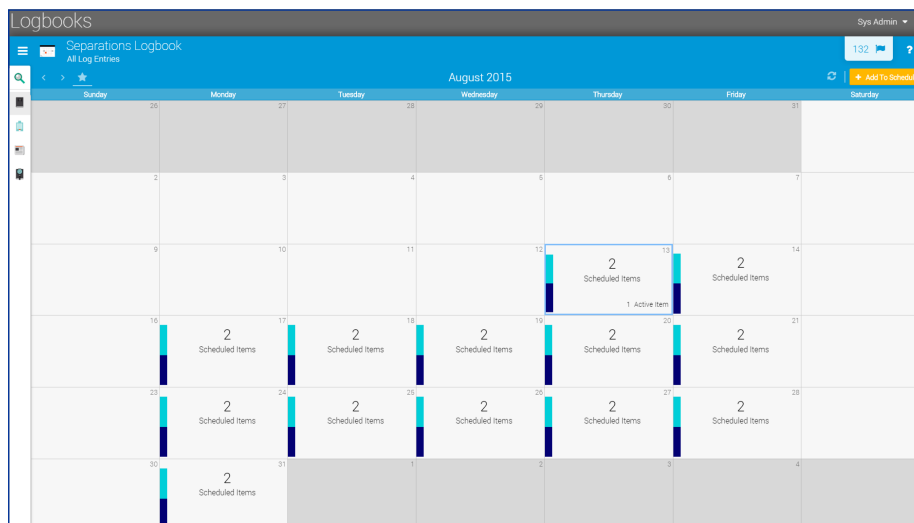 Logbooks
Sys Admin
Separations Logbook
All Log Entries
132
?
August 2015
+ Add To Schedul
Sunday Monday Tuesday Wednesday Thursday Friday Saturday
26 27 28 29 30 31
2 3 4 5 6 7
9 10 11 12 13 14
2 2
Scheduled Items Scheduled Items
1 Active Item
16 17 18 19 20 21
2 2 2 2 2
Scheduled Items Scheduled Items Scheduled Items Scheduled Items Scheduled Items
23 24 25 26 27 28
2 2 2 2 2
Scheduled Items Scheduled Items Scheduled Items Scheduled Items Scheduled Items
30 31 1 2 3 4
2
Scheduled Items